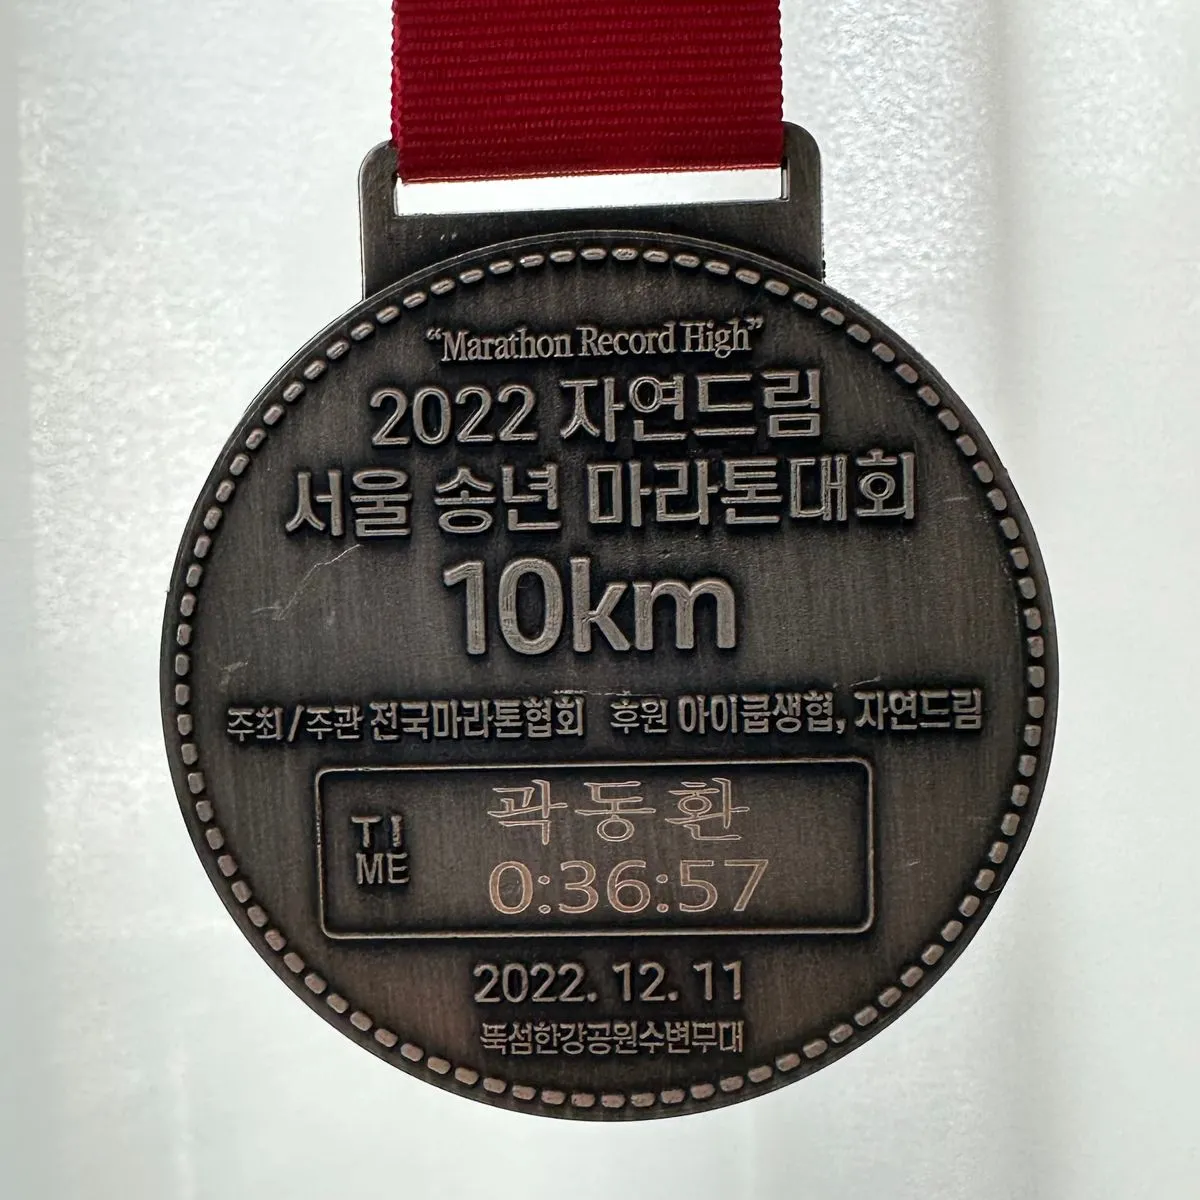 “Marathon Record High”
2022 자연드림
서울 송년 마라톤대회
10km
주최/주관 전국마라톤협회 후원 아이쿱생협, 자연드림
TI
ME
곽동환
0:36:57
2022. 12. 11
뚝섬한강공원수변무대